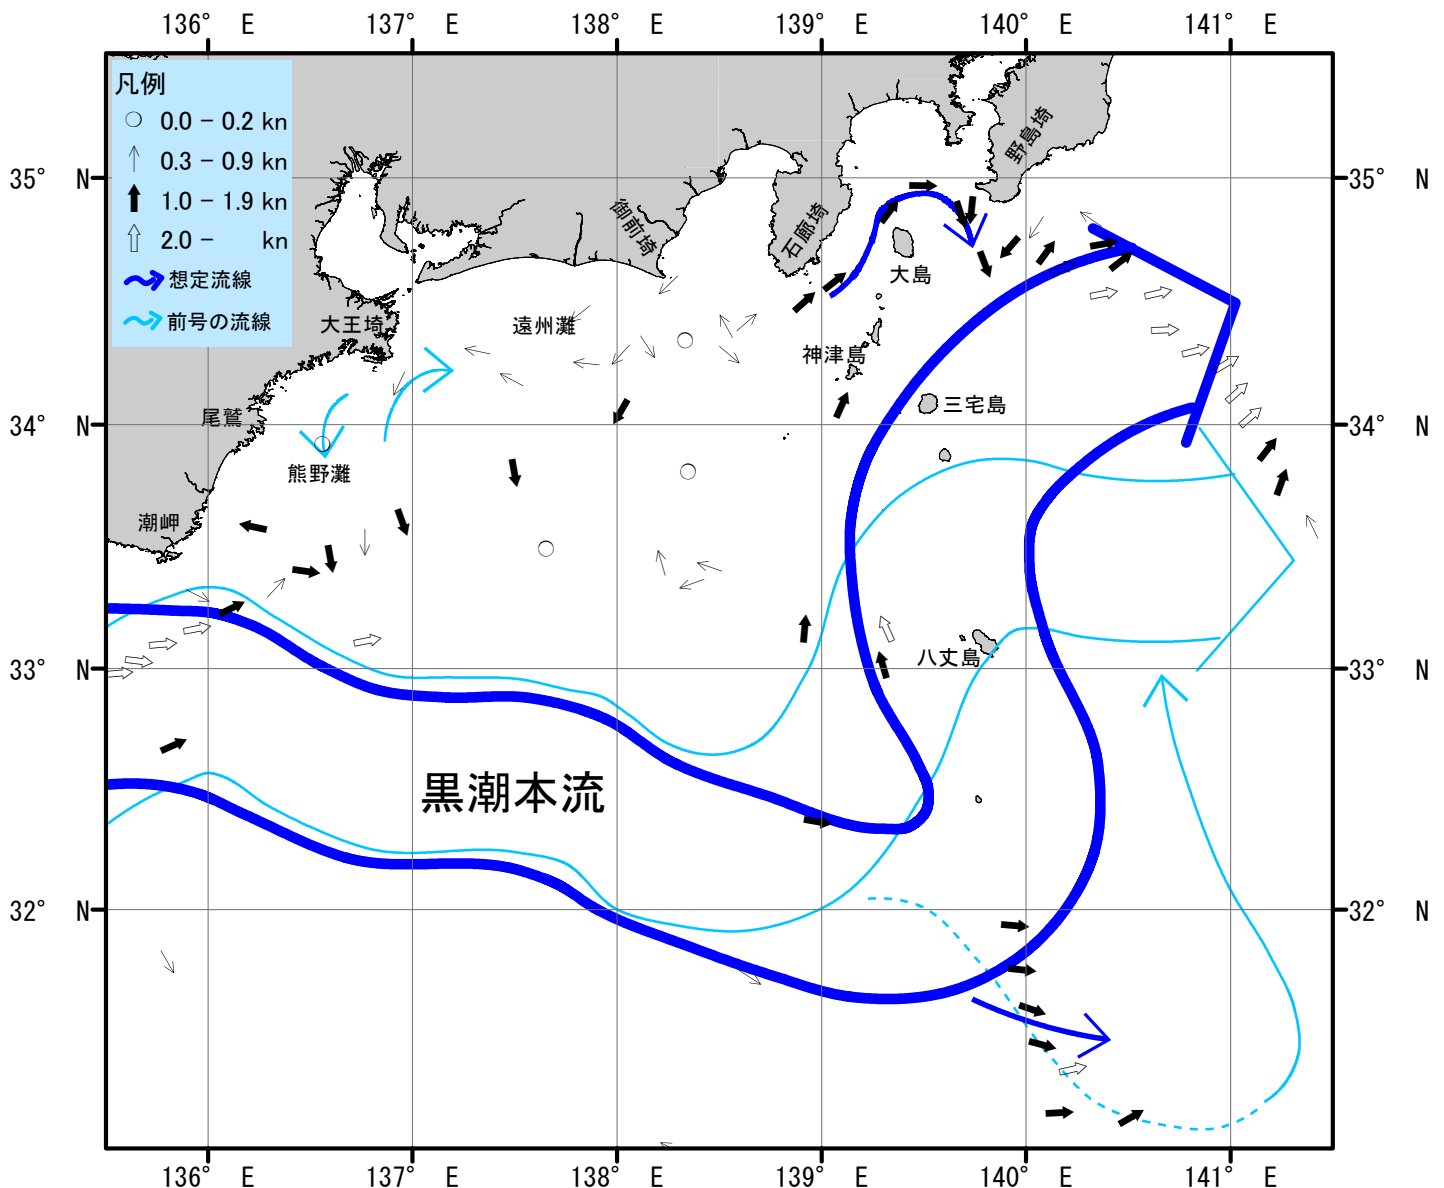 136° E 137° E 138° E 139° E 140° E 141° E
凡例
0.0 - 0.2 kn
0.3 - 0.9 kn
1.0 - 1.9 kn
2.0 - kn
想定流線
前号の流線
野島埼
35° N
35° N
御前埼
石廊埼
大島
大王埼
遠州灘
神津島
三宅島
尾鷲
34° N
34° N
熊野灘
潮岬
八丈島
33° N
33° N
黒潮本流
32° N
32° N
136° E 137° E 138° E 139° E 140° E 141° E